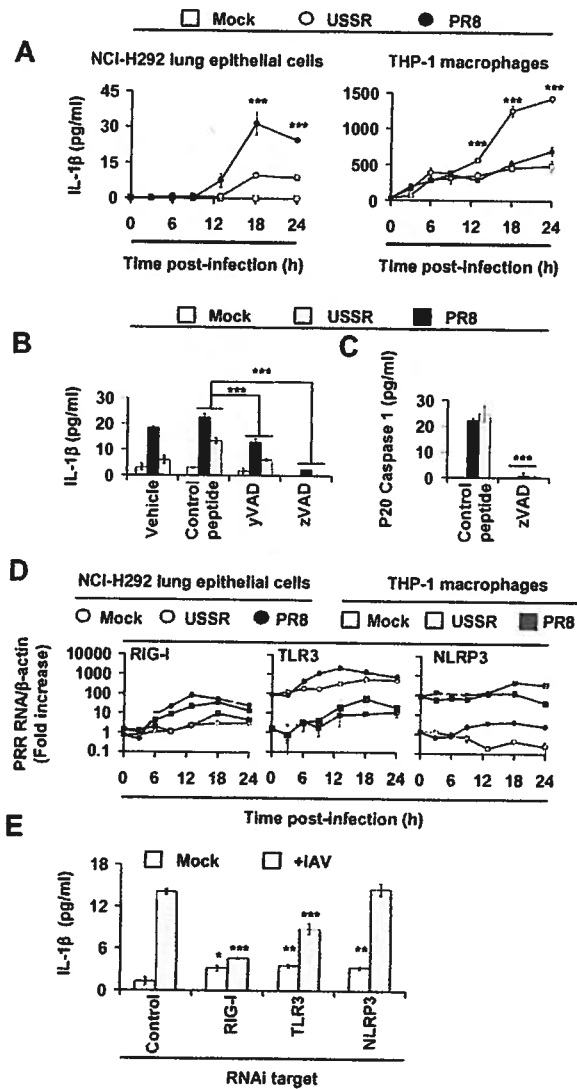 Mock USSR PR8
A
NCI-H292 lung epithelial cells THP-1 macrophages
IL-1β (pg/ml)
45
30
15
0
***
***
0 6 12 18 24
Time post-infection (h)
1500
1000
500
0
***
***
***
0 6 12 18 24
Time post-infection (h)
Mock USSR PR8
B
IL-1β (pg/ml)
30
20
10
0
***
***
Vehicle
Control peptide
yVAD
zVAD
C
P20 Caspase 1 (pg/ml)
30
20
10
0
***
Control peptide
zVAD
D
NCI-H292 lung epithelial cells THP-1 macrophages
Mock USSR PR8 Mock USSR PR8
PRR RNA/β-actin
(Fold increase)
10000
1000
100
10
1
0.1
RIG-I
TLR3
NLRP3
0 6 12 18 24 0 6 12 18 24 0 6 12 18 24
Time post-infection (h)
E
Mock +IAV
IL-1β (pg/ml)
18
12
6
0
* *** ** *** **
Control
RIG-I
TLR3
NLRP3
RNAi target